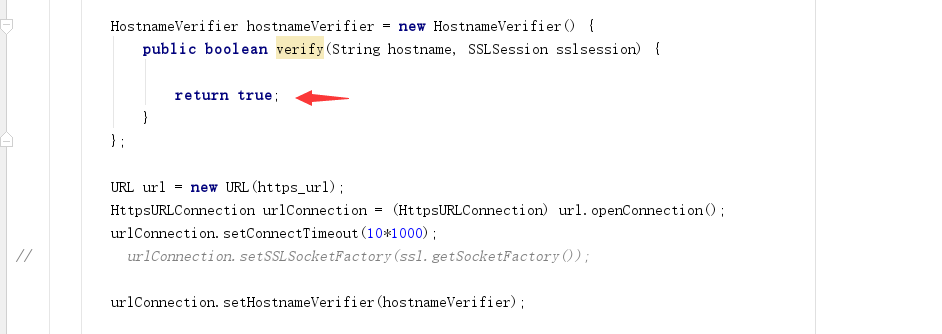 HostnameVerifier hostnameVerifier = new HostnameVerifier() {
public boolean verify(String hostname, SSLSession sslsession) {
return true;
}
};
URL url = new URL(https_url);
HttpsURLConnection urlConnection = (HttpsURLConnection) url.openConnection();
urlConnection.setConnectTimeout(10*1000);
// urlConnection.setSSLSocketFactory(ssl.getSocketFactory());
urlConnection.setHostnameVerifier(hostnameVerifier);